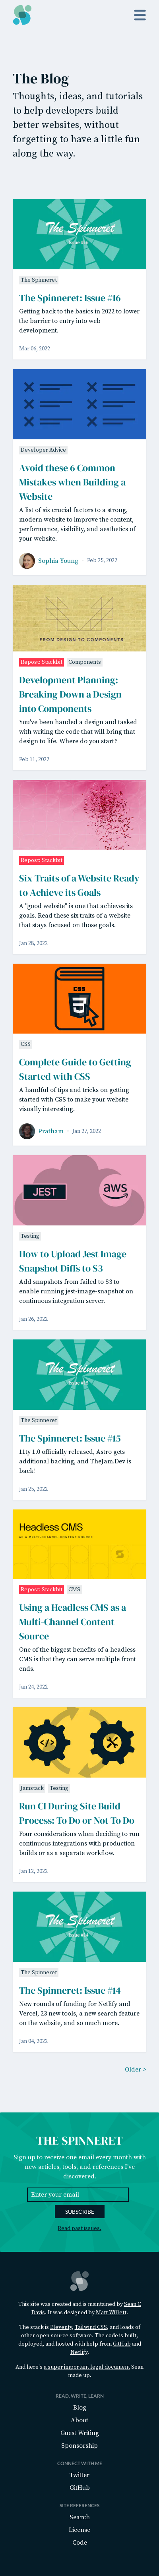 The Blog
Thoughts, ideas, and tutorials
to help developers build
better websites, without
forgetting to have a little fun
along the way.
The Spinneret
The Spinneret
The Spinneret: Issue #16
Getting back to the basics in 2022 to lower
the barrier to entry into web
development.
Mar 06, 2022
Developer Advice
Avoid these 6 Common
Mistakes when Building a
Website
A list of six crucial factors to a strong,
modern website to improve the content,
performance, visibility, and aesthetics of
your website.
Sophia Young
Feb 25, 2022
FROM DESIGN TO COMPONENTS
Repost: Stackbit
Components
Development Planning:
Breaking Down a Design
into Components
You've been handed a design and tasked
with writing the code that will bring that
design to life. Where do you start?
Feb 11, 2022
Repost: Stackbit
Six Traits of a Website Ready
to Achieve its Goals
A "good website" is one that achieves its
goals. Read these six traits of a website
that stays focused on those goals.
Jan 28, 2022
CSS
CSS
Complete Guide to Getting
Started with CSS
A handful of tips and tricks on getting
started with CSS to make your website
visually interesting.
Pratham
Jan 27, 2022
JEST
aws
Testing
How to Upload Jest Image
Snapshot Diffs to S3
Add snapshots from failed to S3 to
enable running jest-image-snapshot on
continuous integration server.
Jan 26, 2022
The Spinneret
The Spinneret
The Spinneret: Issue #15
11ty 1.0 officially released, Astro gets
additional backing, and TheJam.Dev is
back!
Jan 25, 2022
Headless CMS
AS A MULTI-CHANNEL CONTENT SOURCE
Repost: Stackbit
CMS
Using a Headless CMS as a
Multi-Channel Content
Source
One of the biggest benefits of a headless
CMS is that they can serve multiple front
ends.
Jan 24, 2022
Jamstack
Testing
Run CI During Site Build
Process: To Do or Not To Do
Four considerations when deciding to run
continuous integrations with production
builds or as a separate workflow.
Jan 12, 2022
The Spinneret
The Spinneret
The Spinneret: Issue #14
New rounds of funding for Netlify and
Vercel, 23 new tools, a new search feature
on the website, and so much more.
Jan 04, 2022
Older >
THE SPINNERET
Sign up to receive one email every month with
new articles, tools, and references I've
discovered.
Enter your email
SUBSCRIBE
Read past issues.
This site was created and is maintained by Sean C
Davis. It was designed by Matt Willett.
The stack is Eleventy, Tailwind CSS, and loads of
other open-source software. The code is built,
deployed, and hosted with help from GitHub and
Netlify.
And here's a super important legal document Sean
made.
READ, WRITE, LEARN
Blog
About
Guest Writing
Sponsorship
CONNECT WITH ME
Twitter
GitHub
SITE REFERENCES
Search
License
Code